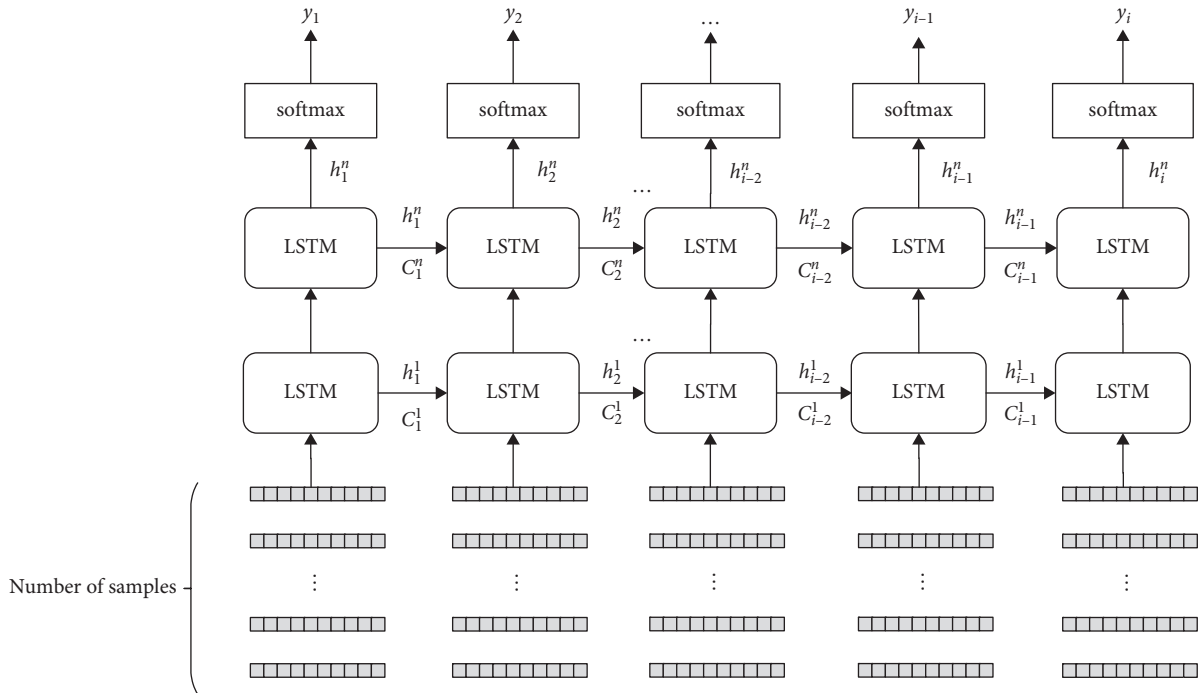 y₁ y₂ ... yᵢ₋₁ yᵢ
softmax softmax softmax softmax softmax
h₁ⁿ h₂ⁿ hᵢ₋₂ⁿ hᵢ₋₁ⁿ hᵢⁿ
...
h₁ⁿ h₂ⁿ hᵢ₋₂ⁿ hᵢ₋₁ⁿ
LSTM LSTM LSTM LSTM LSTM
C₁ⁿ C₂ⁿ Cᵢ₋₂ⁿ Cᵢ₋₁ⁿ
...
h₁¹ h₂¹ hᵢ₋₂¹ hᵢ₋₁¹
LSTM LSTM LSTM LSTM LSTM
C₁¹ C₂¹ Cᵢ₋₂¹ Cᵢ₋₁¹
⋮ ⋮ ⋮ ⋮ ⋮
Number of samples